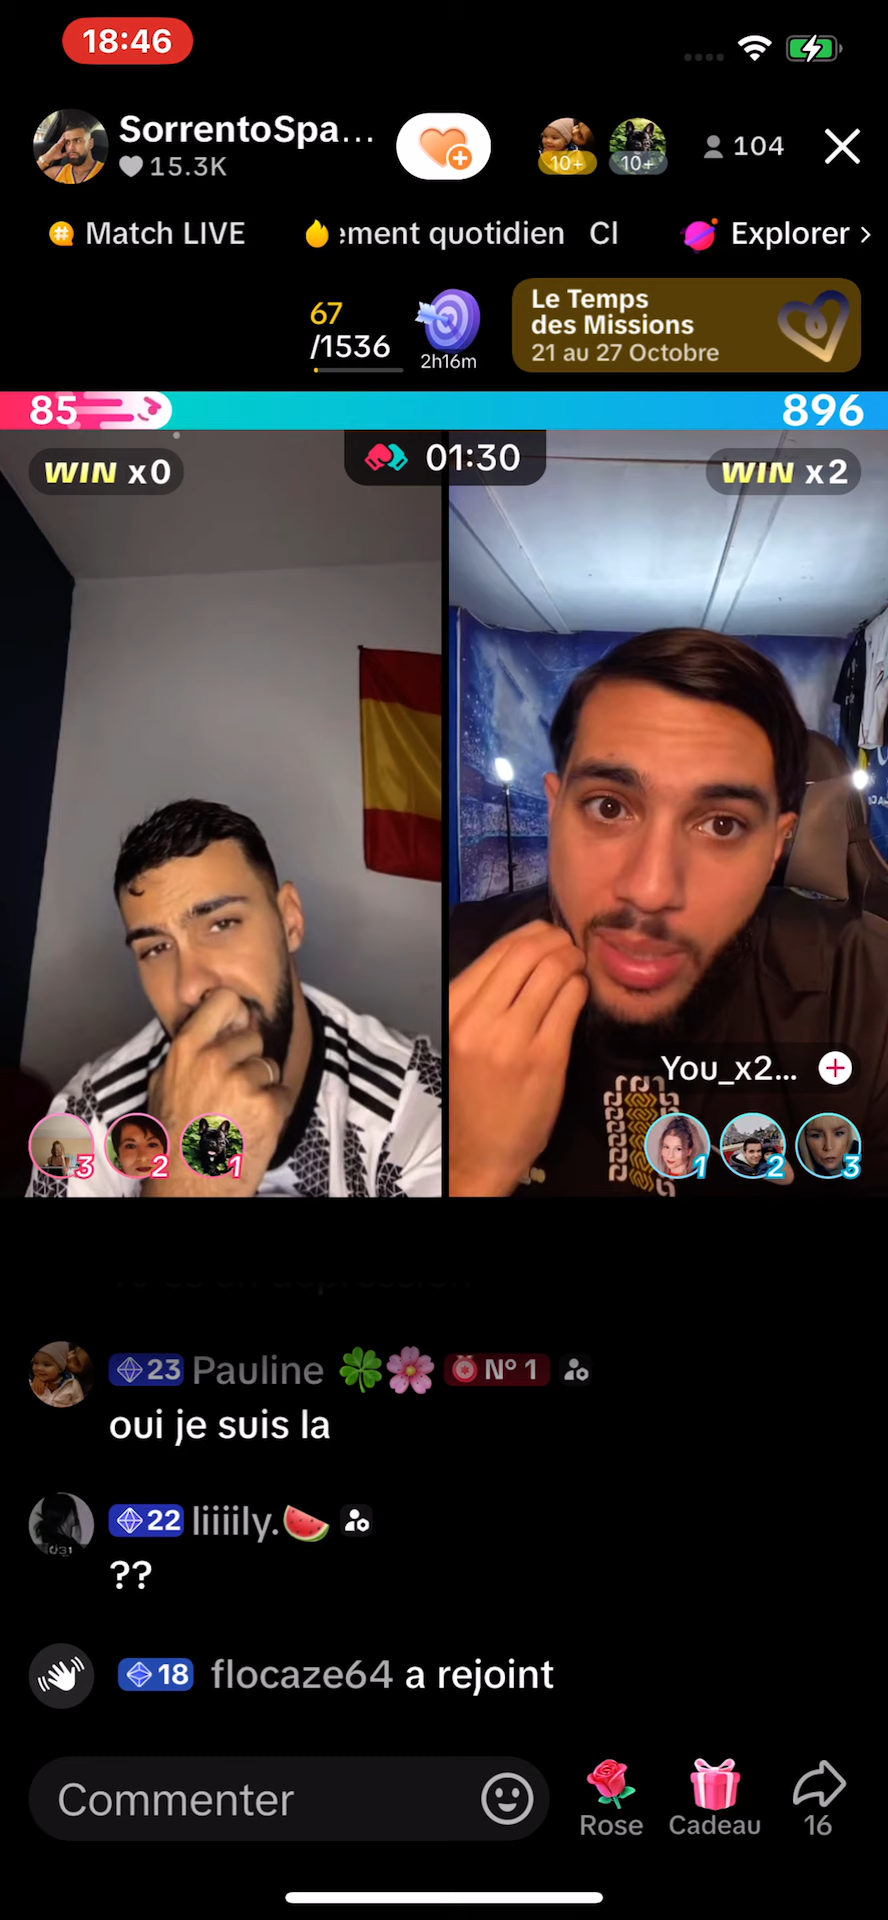 18:46
SorrentoSpa...
15.3K
10+
10+
104
Match LIVE
ement quotidien
Cl
Explorer >
67
/1536
2h16m
Le Temps
des Missions
21 au 27 Octobre
85
896
WIN x0
01:30
WIN x2
You_x2...
3
2
1
1
2
3
23 Pauline 🍀🌸 N° 1
oui je suis la
22 liiiily.🍉
??
18 flocaze64 a rejoint
Commenter
Rose
Cadeau
16